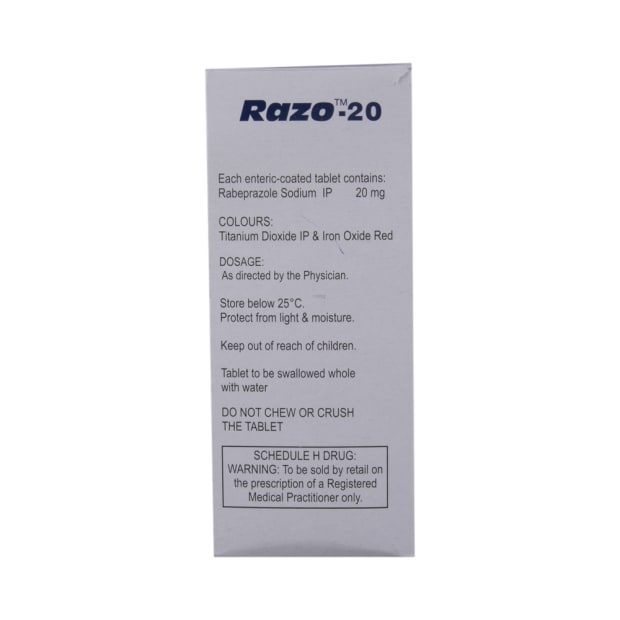 Razo™-20
Each enteric-coated tablet contains:
Rabeprazole Sodium IP 20 mg
COLOURS:
Titanium Dioxide IP & Iron Oxide Red
DOSAGE:
As directed by the Physician.
Store below 25°C.
Protect from light & moisture.
Keep out of reach of children.
Tablet to be swallowed whole
with water
DO NOT CHEW OR CRUSH
THE TABLET
SCHEDULE H DRUG:
WARNING: To be sold by retail on
the prescription of a Registered
Medical Practitioner only.